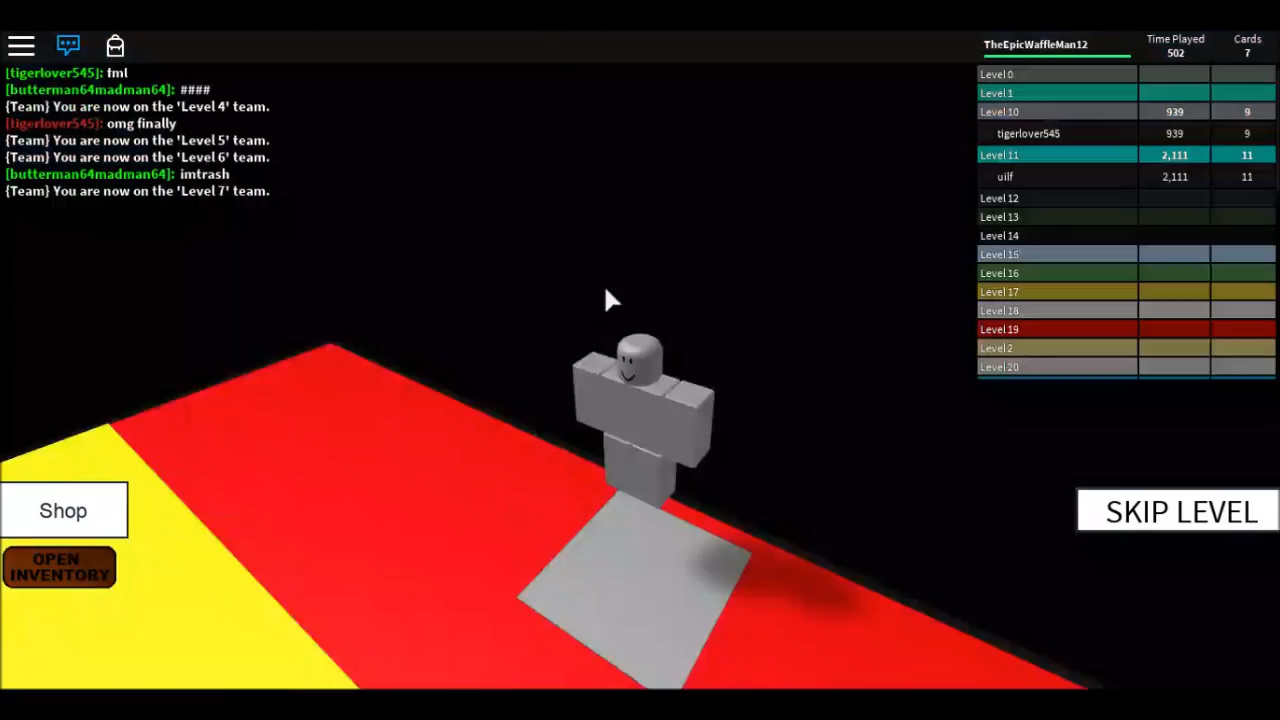 [tigerlover545]: fml
[butterman64madman64]: ####
{Team} You are now on the 'Level 4' team.
[tigerlover545]: omg finally
{Team} You are now on the 'Level 5' team.
{Team} You are now on the 'Level 6' team.
[butterman64madman64]: imtrash
{Team} You are now on the 'Level 7' team.
TheEpicWaffleMan12 Time Played 502 Cards 7
Level 0
Level 1
Level 10 939 9
tigerlover545 939 9
Level 11 2,111 11
uilf 2,111 11
Level 12
Level 13
Level 14
Level 15
Level 16
Level 17
Level 18
Level 19
Level 2
Level 20
Shop
OPEN
INVENTORY
SKIP LEVEL